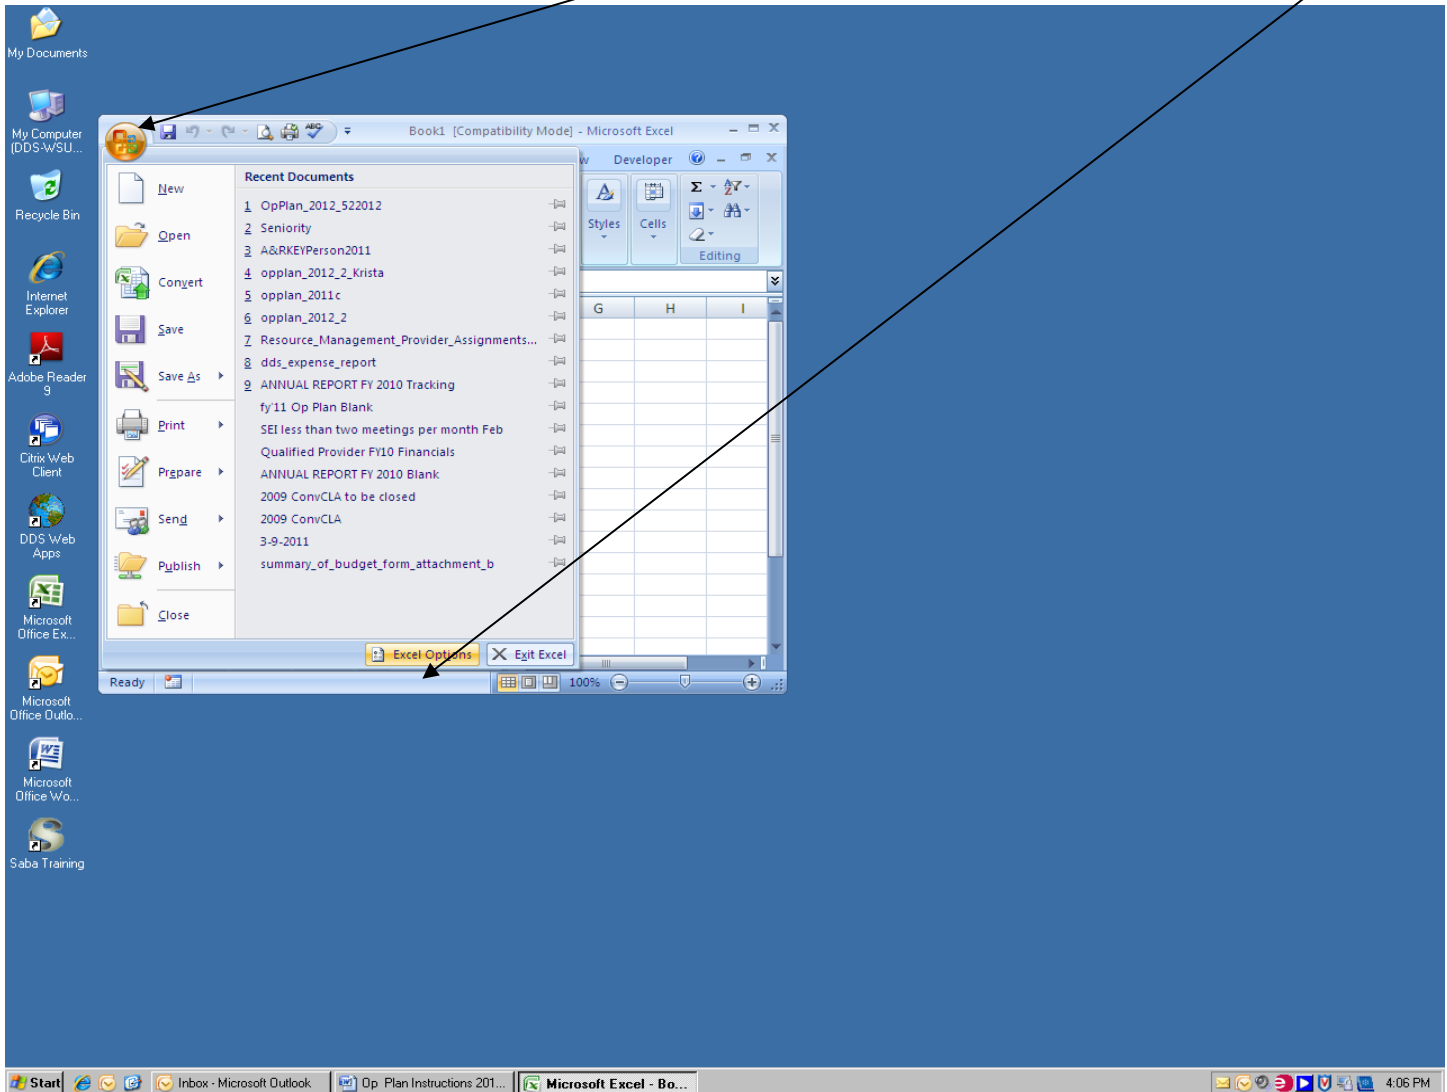 My Documents
My Computer
(DDS-WSU...
Recycle Bin
Internet
Explorer
Adobe Reader
9
Citrix Web
Client
DDS Web
Apps
Microsoft
Office Ex...
Microsoft
Office Outlo...
Microsoft
Office Wo...
Saba Training
Book1 [Compatibility Mode] - Microsoft Excel
w Developer
New
Open
Convert
Save
Save As
Print
Prepare
Send
Publish
Close
Recent Documents
1 OpPlan_2012_522012
2 Seniority
3 A&RKEYPerson2011
4 opplan_2012_2_Krista
5 opplan_2011c
6 opplan_2012_2
7 Resource_Management_Provider_Assignments...
8 dds_expense_report
9 ANNUAL REPORT FY 2010 Tracking
fy'11 Op Plan Blank
SEI less than two meetings per month Feb
Qualified Provider FY10 Financials
ANNUAL REPORT FY 2010 Blank
2009 ConvCLA to be closed
2009 ConvCLA
3-9-2011
summary_of_budget_form_attachment_b
Excel Options
Exit Excel
Styles
Cells
Editing
G H I
Ready
100%
Start
Inbox - Microsoft Outlook
Op Plan Instructions 201...
Microsoft Excel - Bo...
4:06 PM